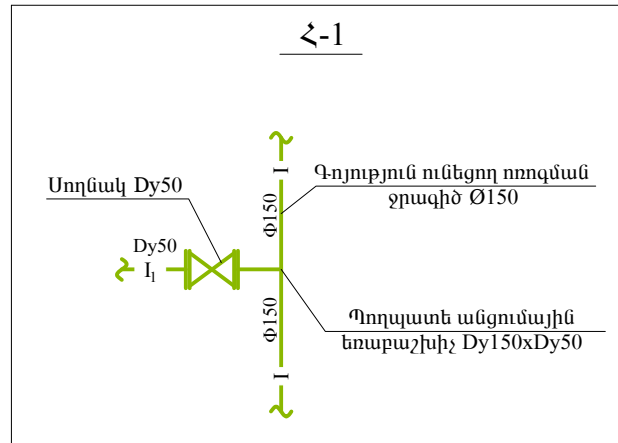 Հ-1
I
Սողնակ Dy50
Գոյություն ունեցող ոռոգման
ջրագիծ Ø150
Ф150
Dy50
I₁
Պողպատե անցումային
եռաբաշխիչ Dy150xDy50
Ф150
I